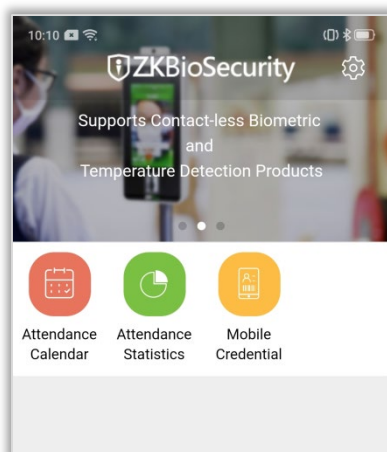 10:10
ZKBioSecurity
Supports Contact-less Biometric
and
Temperature Detection Products
Attendance
Calendar
Attendance
Statistics
Mobile
Credential